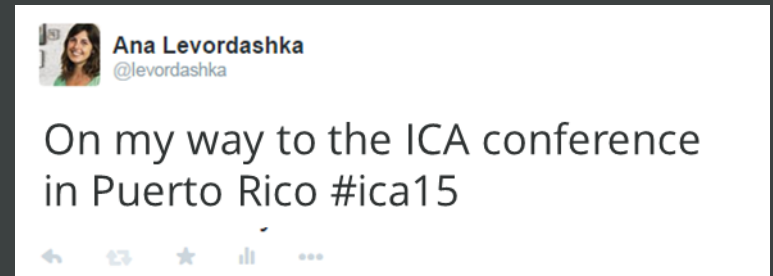 Ana Levordashka
@levordashka
On my way to the ICA conference
in Puerto Rico #ica15